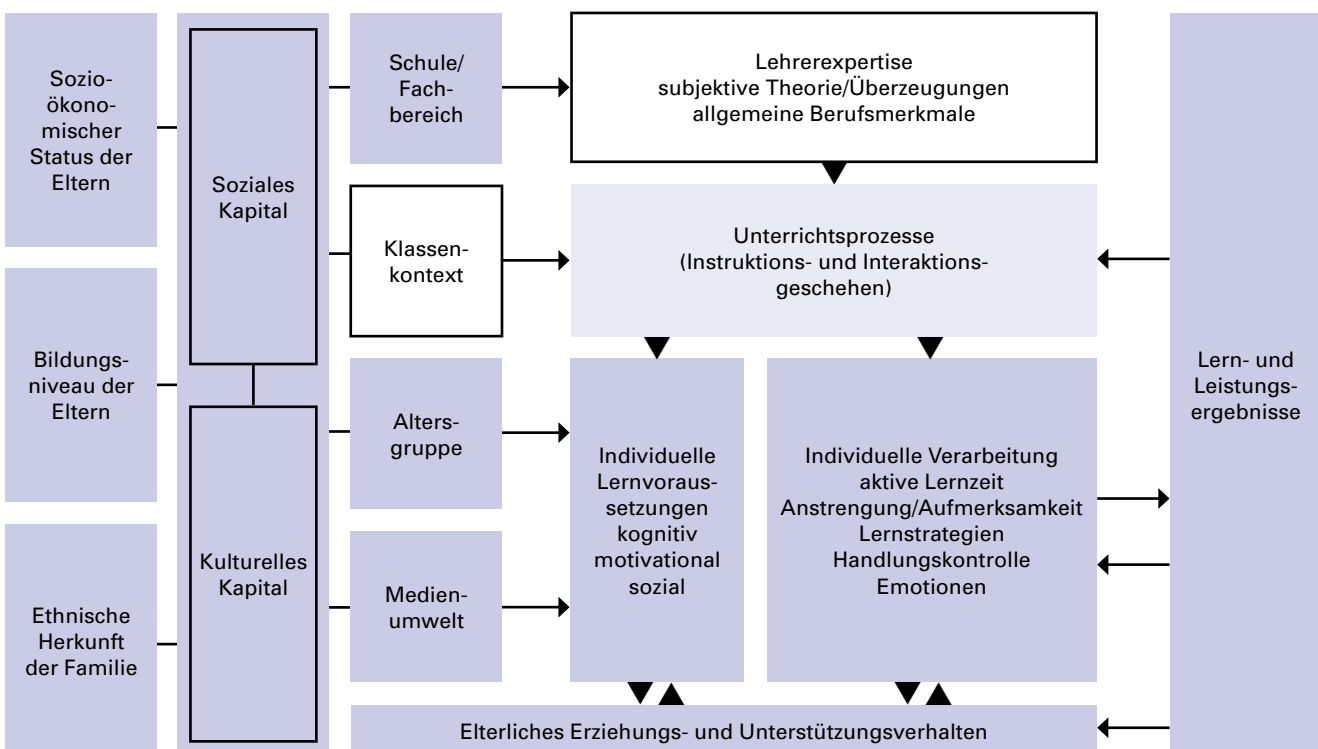 Sozio-
ökono-
mischer
Status der
Eltern
Bildungs-
niveau der
Eltern
Ethnische
Herkunft
der Familie
Soziales
Kapital
Kulturelles
Kapital
Schule/
Fach-
bereich
Klassen-
kontext
Alters-
gruppe
Medien-
umwelt
Lehrerexpertise
subjektive Theorie/Überzeugungen
allgemeine Berufsmerkmale
Unterrichtsprozesse
(Instruktions- und Interaktions-
geschehen)
Individuelle
Lernvoraus-
setzungen
kognitiv
motivational
sozial
Individuelle Verarbeitung
aktive Lernzeit
Anstrengung/Aufmerksamkeit
Lernstrategien
Handlungskontrolle
Emotionen
Elterliches Erziehungs- und Unterstützungsverhalten
Lern- und
Leistungs-
ergebnisse